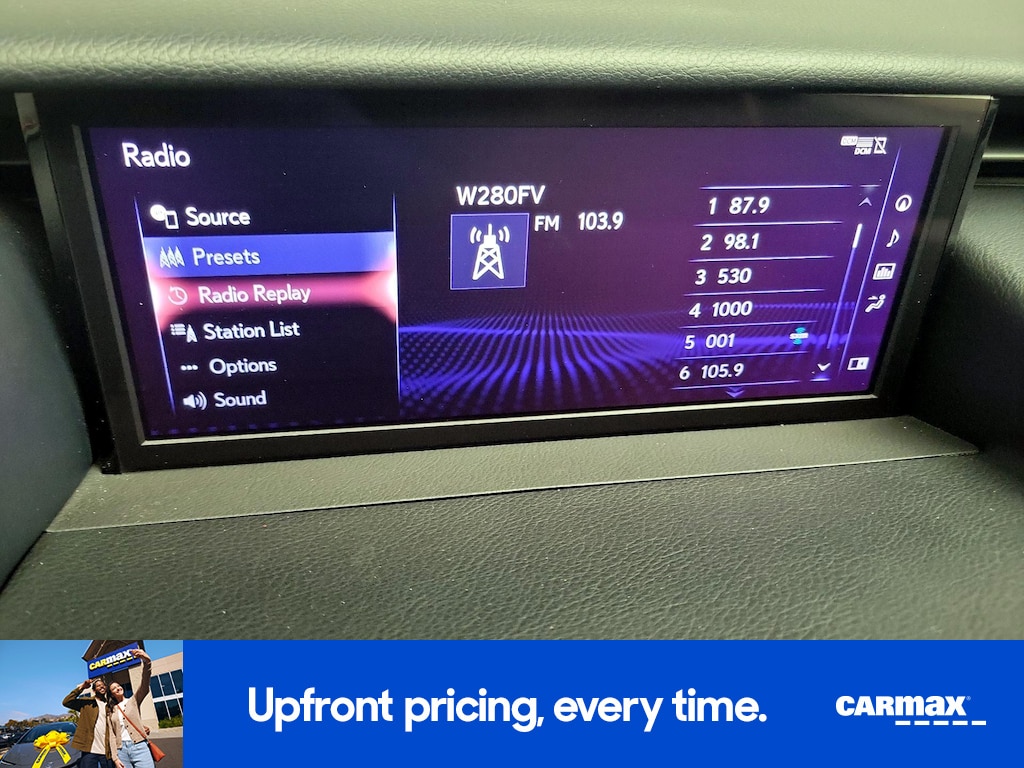 Radio
DCM
Source
Presets
Radio Replay
Station List
Options
Sound
W280FV
FM 103.9
1 87.9
2 98.1
3 530
4 1000
5 001
6 105.9
CARMAX
Upfront pricing, every time.
CARMAX